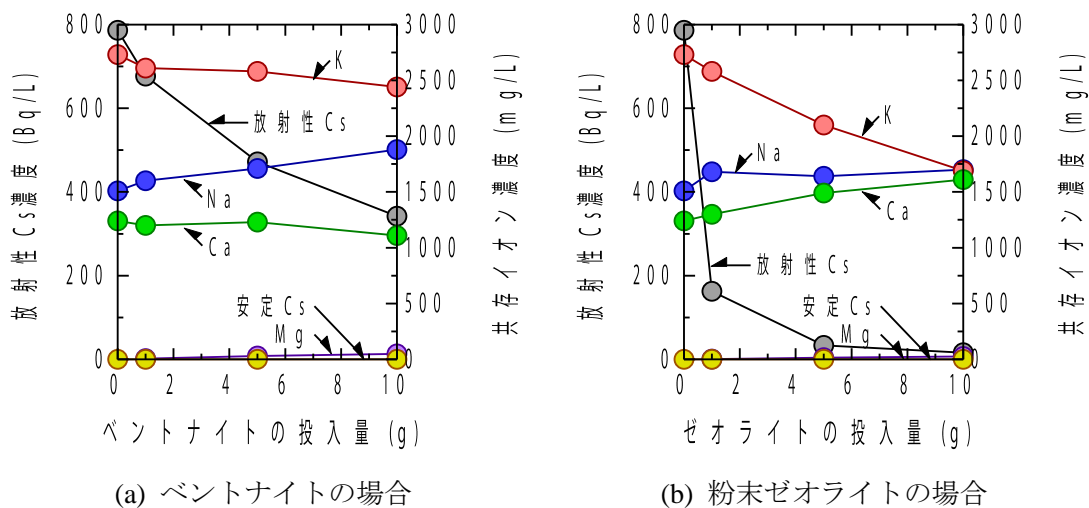 800
600
400
200
0
放射性Cs濃度 (Bq/L)
3000
2500
2000
1500
1000
500
0
共存イオン濃度 (mg/L)
K
放射性Cs
Na
Ca
安定Cs
Mg
0 2 4 6 8 10
ベントナイトの投入量 (g)
(a) ベントナイトの場合
800
600
400
200
0
放射性Cs濃度 (Bq/L)
3000
2500
2000
1500
1000
500
0
共存イオン濃度 (mg/L)
K
Na
Ca
放射性Cs
安定Cs
Mg
0 2 4 6 8 10
ゼオライトの投入量 (g)
(b) 粉末ゼオライトの場合